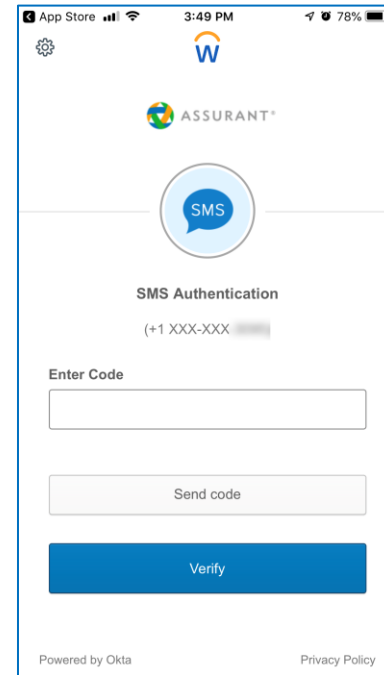 App Store 3:49 PM 78%
W
ASSURANT®
SMS
SMS Authentication
(+1 XXX-XXX
Enter Code
Send code
Verify
Powered by Okta Privacy Policy